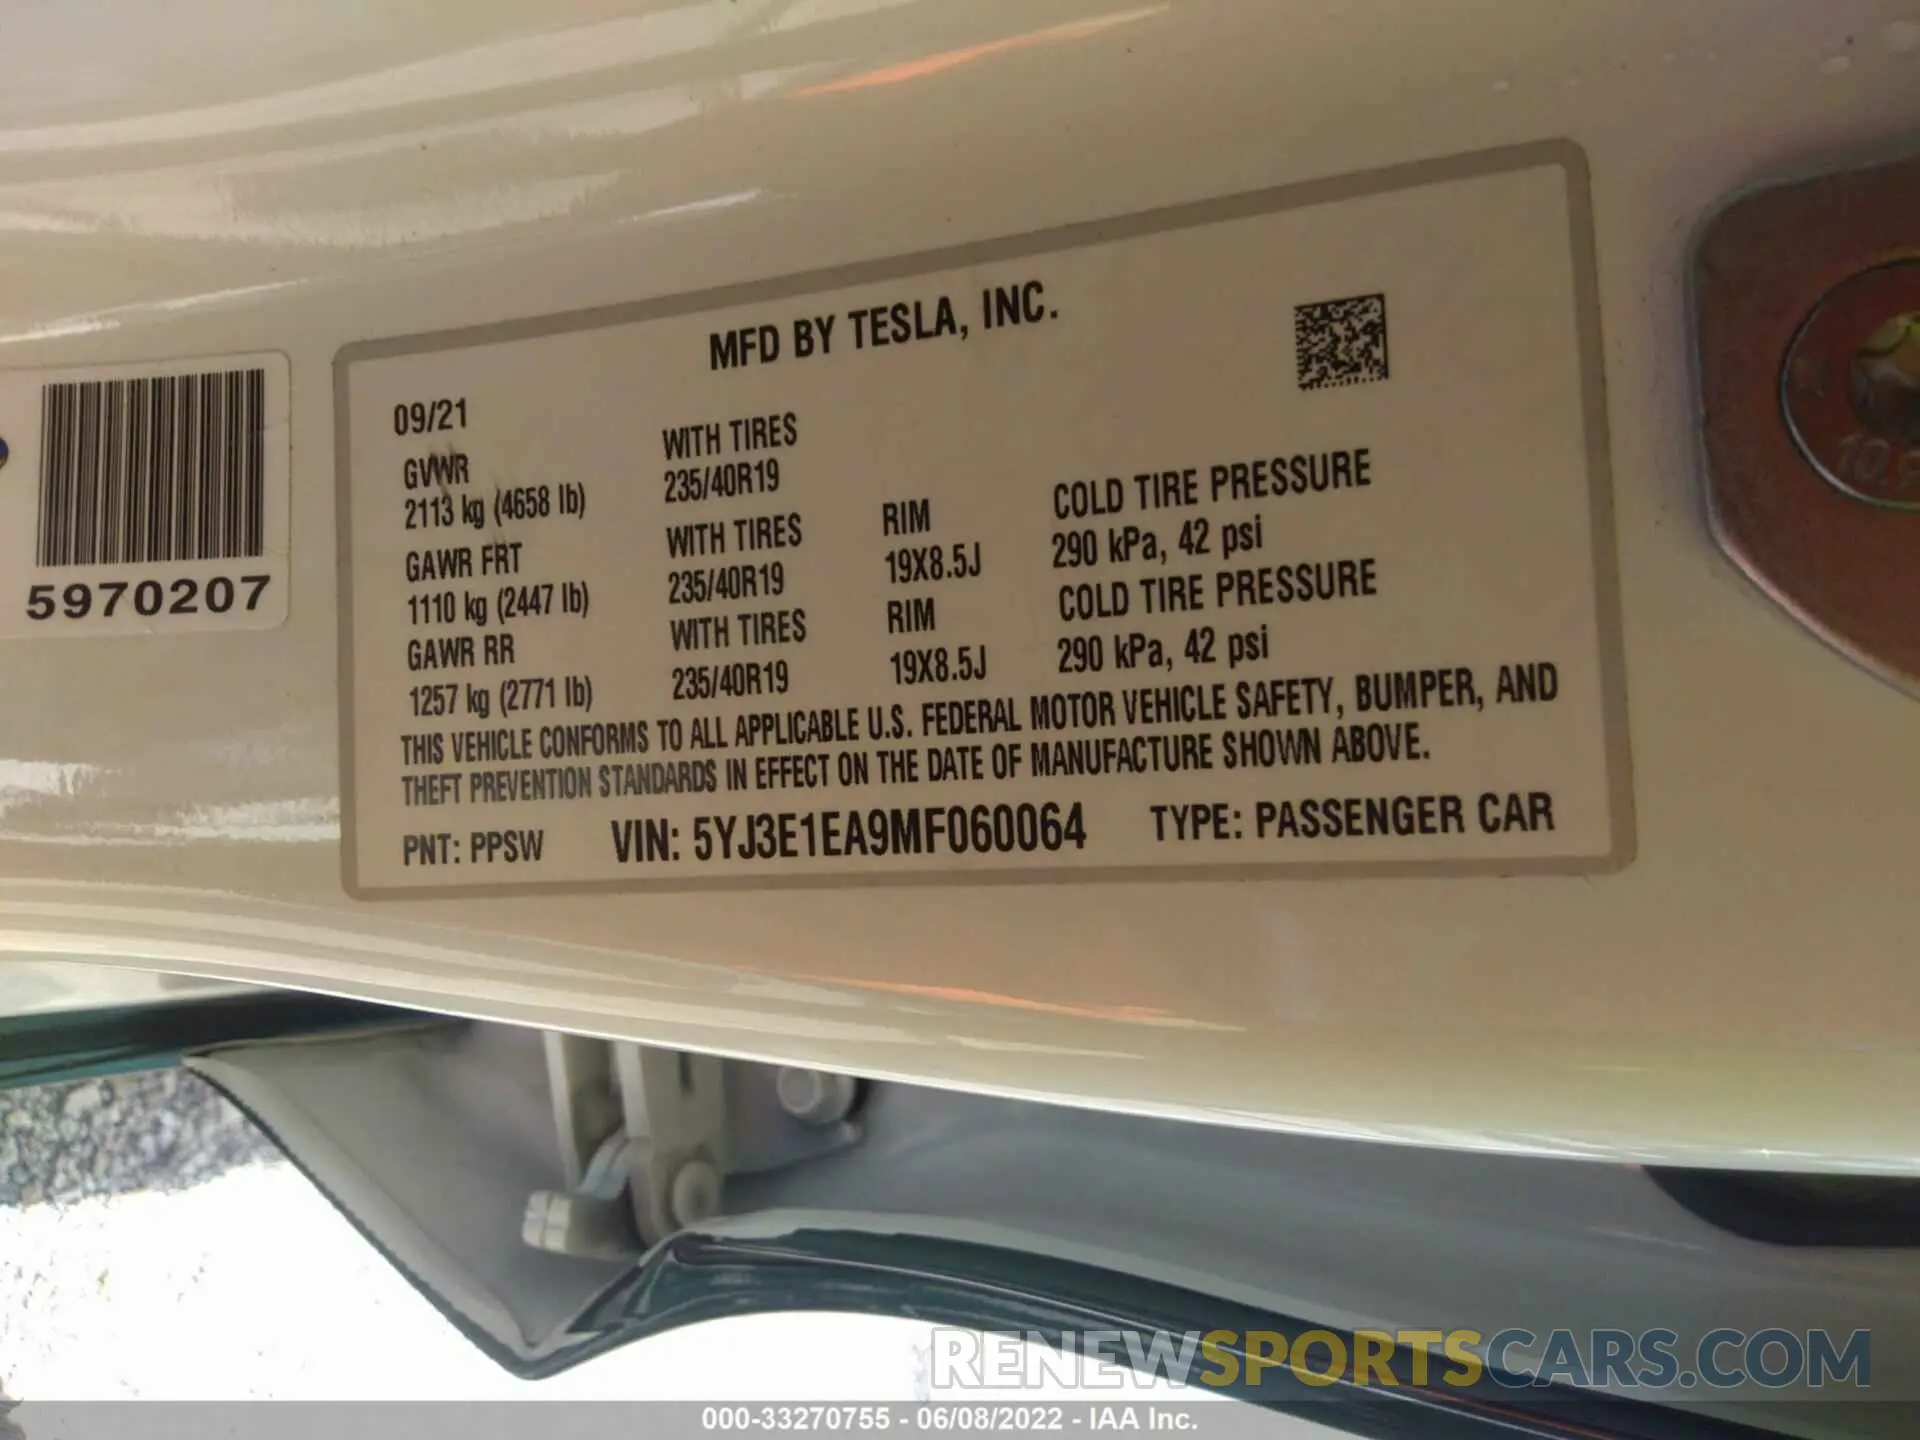 MFD BY TESLA, INC.
09/21
GVWR
2113 kg (4658 lb)
WITH TIRES
235/40R19
GAWR FRT
1110 kg (2447 lb)
WITH TIRES
235/40R19
RIM
19X8.5J
COLD TIRE PRESSURE
290 kPa, 42 psi
GAWR RR
1257 kg (2771 lb)
WITH TIRES
235/40R19
RIM
19X8.5J
COLD TIRE PRESSURE
290 kPa, 42 psi
THIS VEHICLE CONFORMS TO ALL APPLICABLE U.S. FEDERAL MOTOR VEHICLE SAFETY, BUMPER, AND
THEFT PREVENTION STANDARDS IN EFFECT ON THE DATE OF MANUFACTURE SHOWN ABOVE.
PNT: PPSW VIN: 5YJ3E1EA9MF060064 TYPE: PASSENGER CAR
5970207
RENEWSPORTSCARS.COM
000-33270755 - 06/08/2022 - IAA Inc.